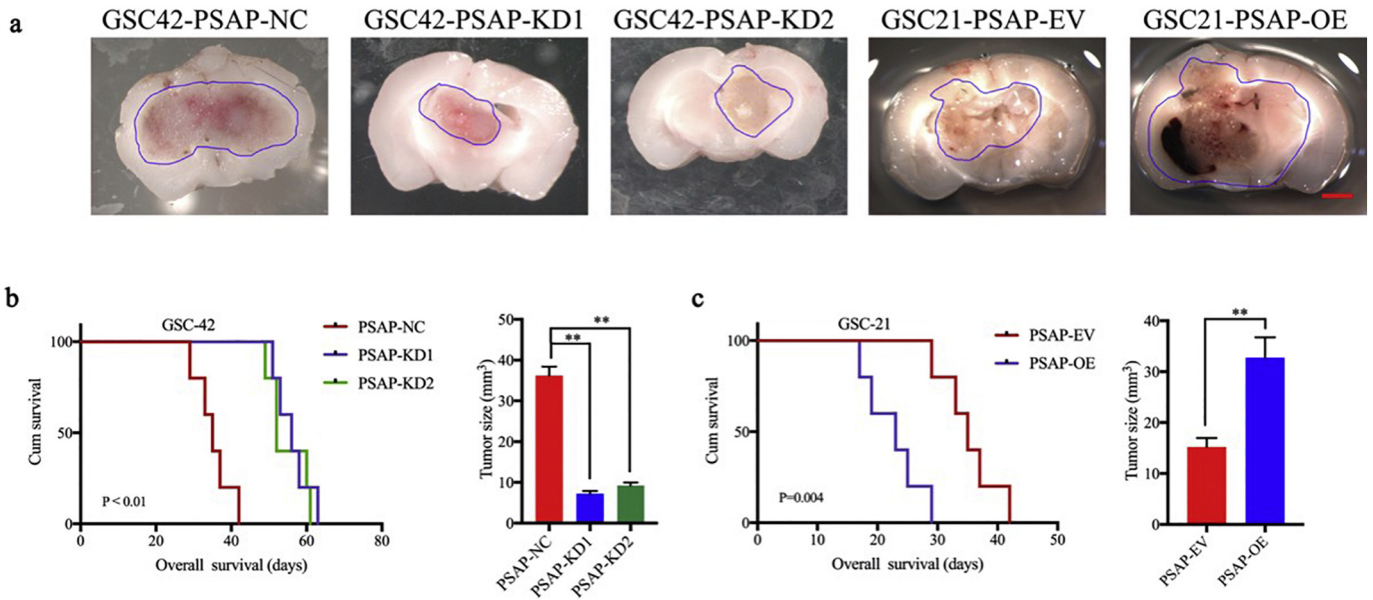 a
GSC42-PSAP-NC
GSC42-PSAP-KD1
GSC42-PSAP-KD2
GSC21-PSAP-EV
GSC21-PSAP-OE
b
GSC-42
PSAP-NC
PSAP-KD1
PSAP-KD2
Cum survival
100
50
0
P < 0.01
0 20 40 60 80
Overall survival (days)
Tumor size (mm3)
50
40
30
20
10
0
**
**
PSAP-NC
PSAP-KD1
PSAP-KD2
c
GSC-21
PSAP-EV
PSAP-OE
Cum survival
100
50
0
P=0.004
0 10 20 30 40 50
Overall survival (days)
Tumor size (mm3)
40
30
20
10
0
**
PSAP-EV
PSAP-OE